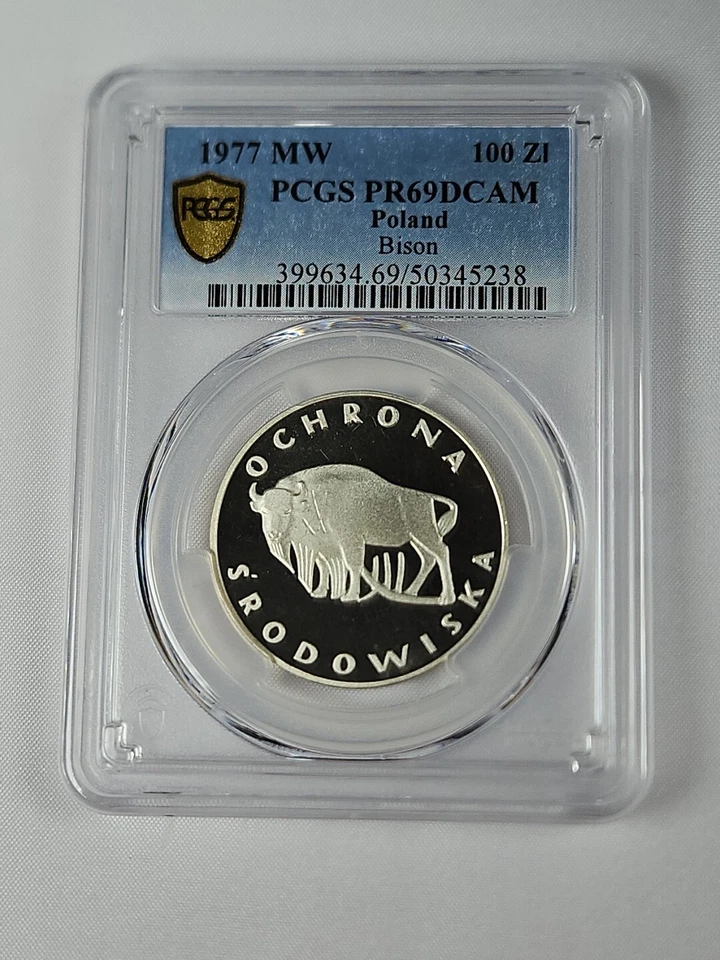 1977 MW 100 Zl
PCGS PR69DCAM
Poland
Bison
399634.69/50345238
PCGS
OCHRONA
ŚRODOWISKA